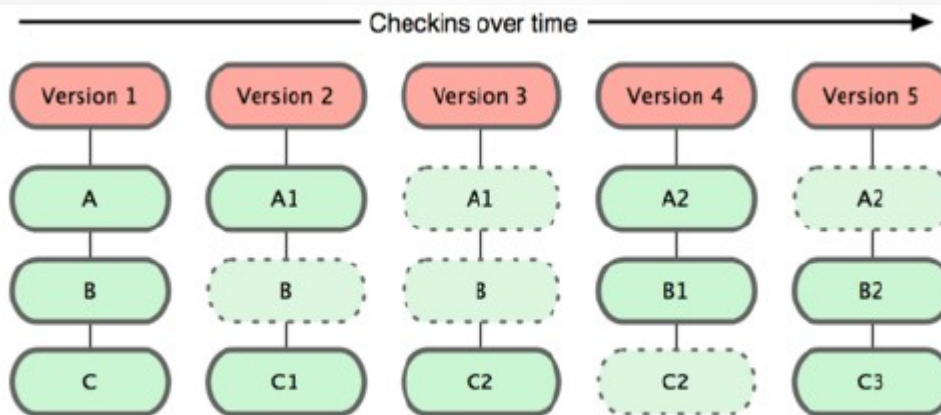 Checkins over time
Version 1 Version 2 Version 3 Version 4 Version 5
A A1 A1 A2 A2
B B B B1 B2
C C1 C2 C2 C3